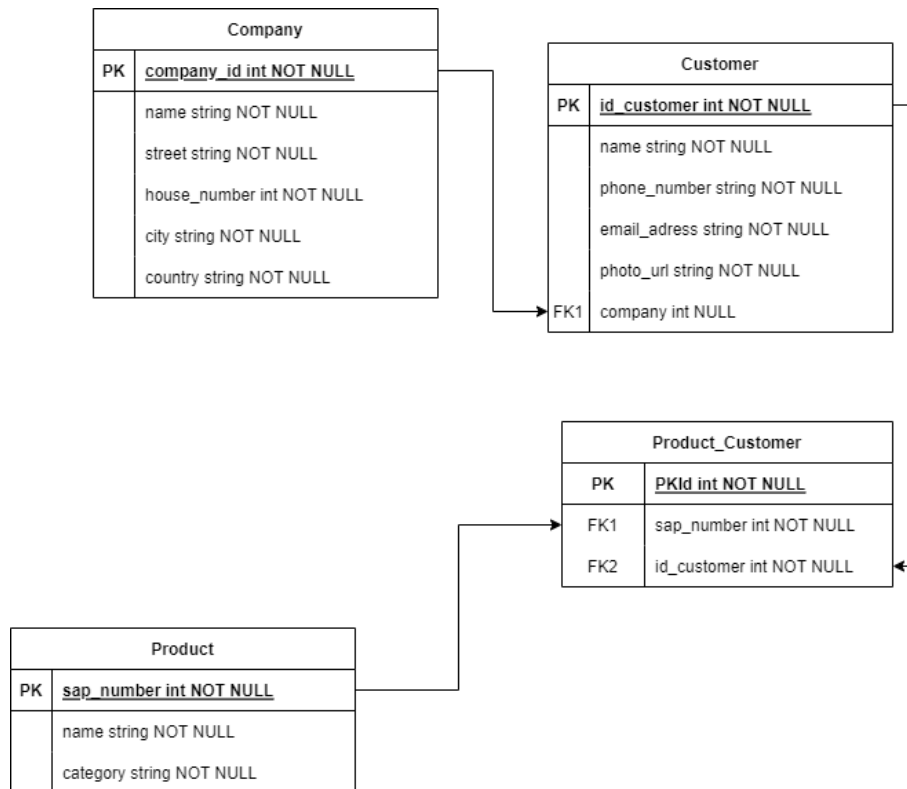 Company
PK company_id int NOT NULL
name string NOT NULL
street string NOT NULL
house_number int NOT NULL
city string NOT NULL
country string NOT NULL
Customer
PK id_customer int NOT NULL
name string NOT NULL
phone_number string NOT NULL
email_adress string NOT NULL
photo_url string NOT NULL
FK1 company int NULL
Product_Customer
PK PKId int NOT NULL
FK1 sap_number int NOT NULL
FK2 id_customer int NOT NULL
Product
PK sap_number int NOT NULL
name string NOT NULL
category string NOT NULL